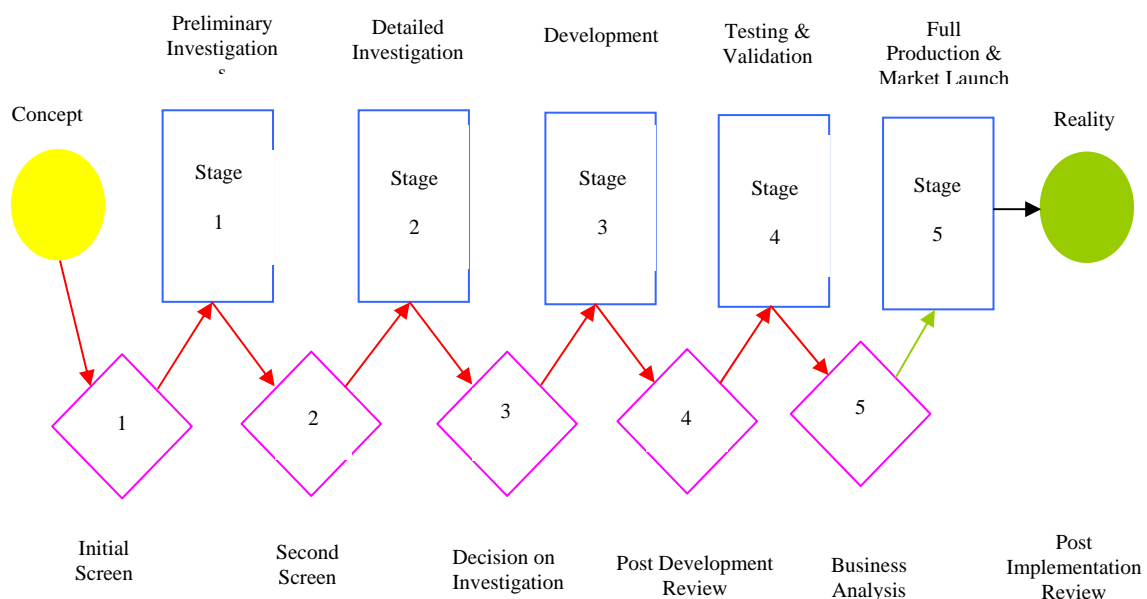 Preliminary
Investigation
s
Detailed
Investigation
Development
Testing &
Validation
Full
Production &
Market Launch
Concept
Reality
Stage
1
Stage
2
Stage
3
Stage
4
Stage
5
1
2
3
4
5
Initial
Screen
Second
Screen
Decision on
Investigation
Post Development
Review
Business
Analysis
Post
Implementation
Review